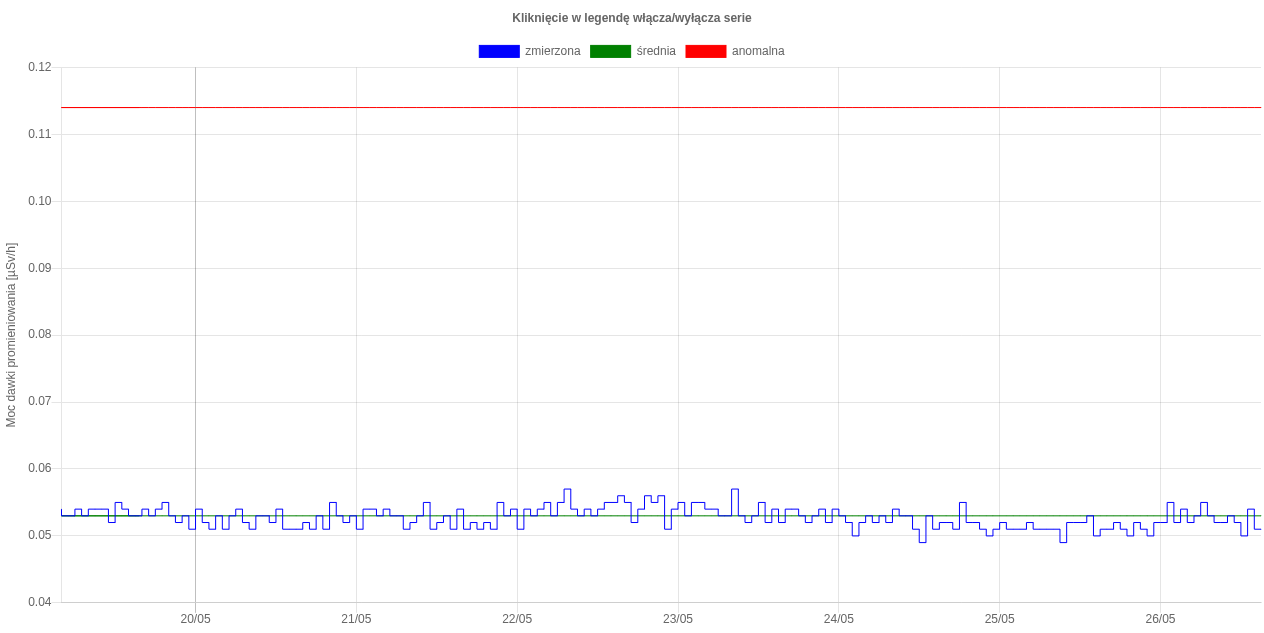 Kliknięcie w legendę włącza/wyłącza serie
zmierzona średnia anomalna
0.12
0.11
0.10
0.09
0.08
0.07
0.06
0.05
0.04
Moc dawki promieniowania [µSv/h]
20/05 21/05 22/05 23/05 24/05 25/05 26/05